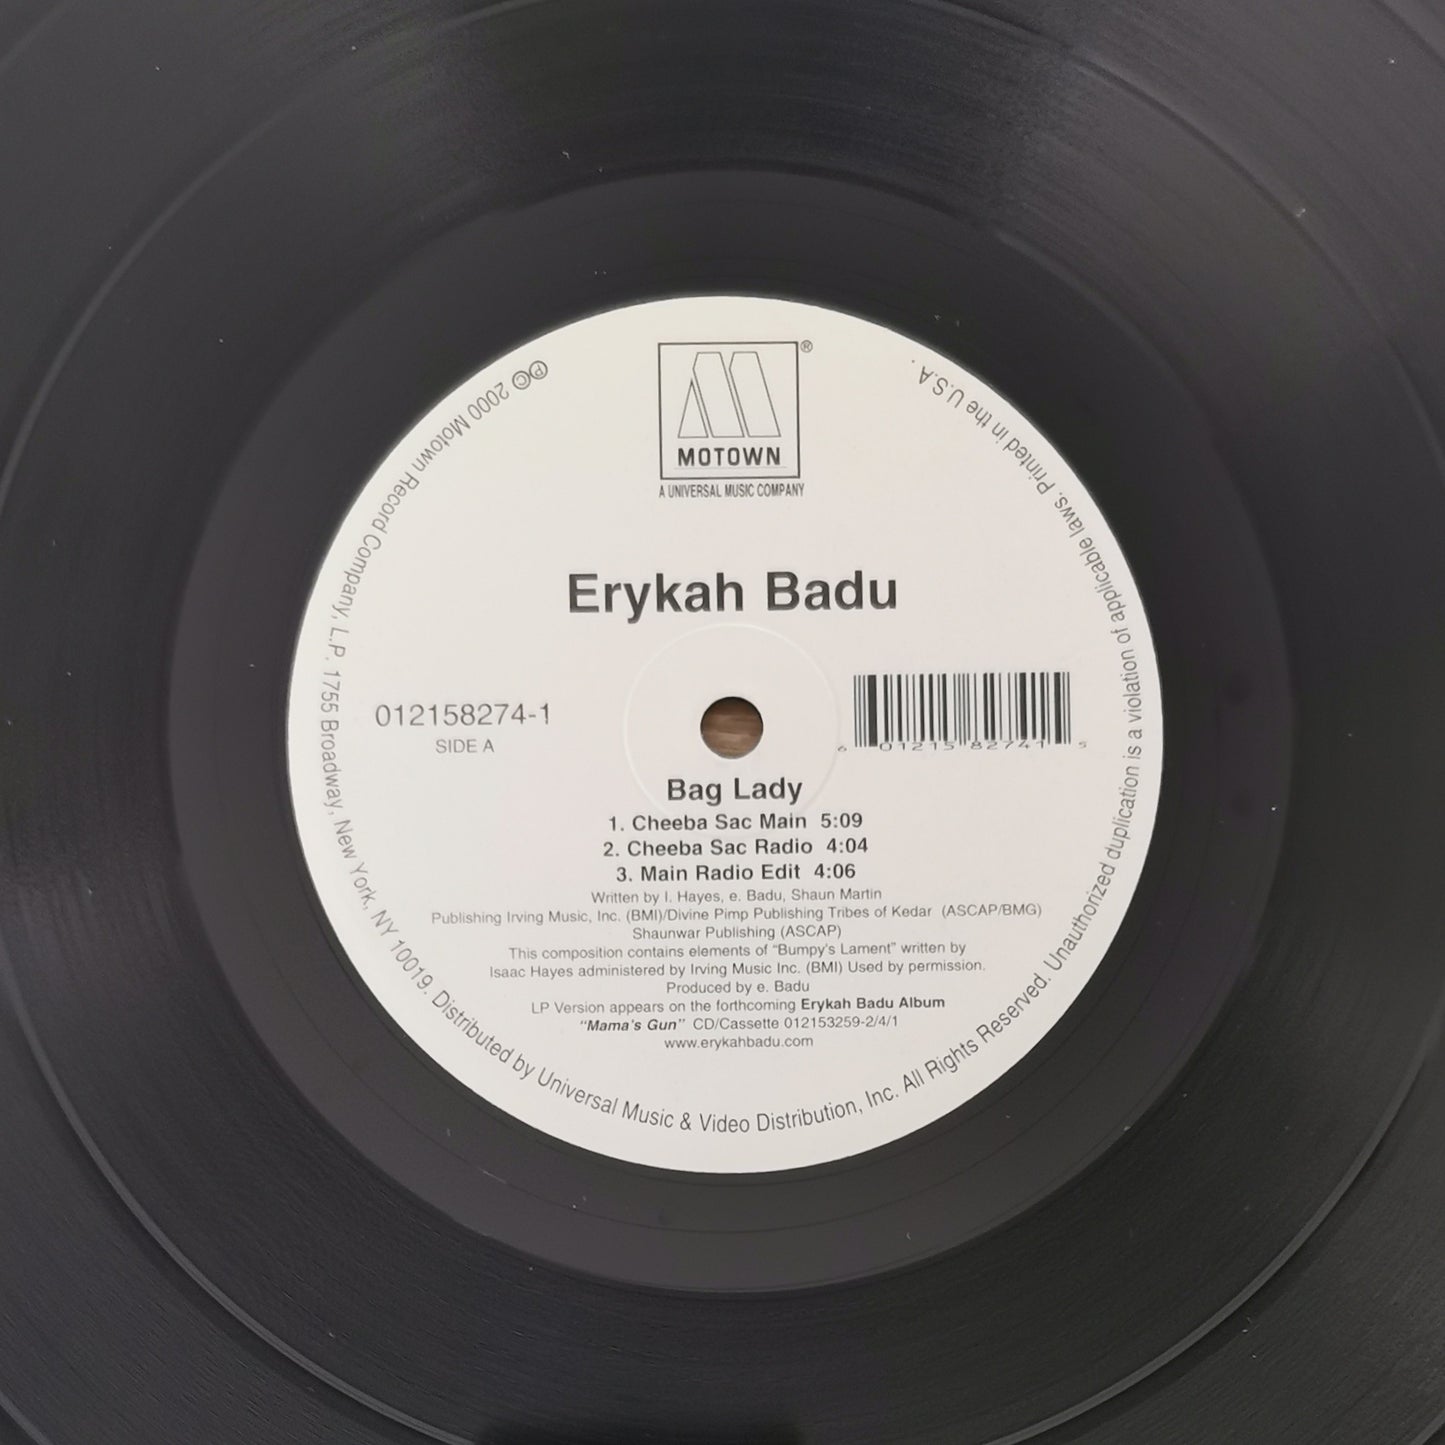 MOTOWN
®
A UNIVERSAL MUSIC COMPANY
Erykah Badu
012158274-1
SIDE A
6 01215 82741 5
Bag Lady
1. Cheeba Sac Main 5:09
2. Cheeba Sac Radio 4:04
3. Main Radio Edit 4:06
Written by I. Hayes, e. Badu, Shaun Martin
Publishing Irving Music, Inc. (BMI)/Divine Pimp Publishing Tribes of Kedar (ASCAP/BMG)
Shaunwar Publishing (ASCAP)
This composition contains elements of "Bumpy's Lament" written by
Isaac Hayes administered by Irving Music Inc. (BMI) Used by permission.
Produced by e. Badu
LP Version appears on the forthcoming Erykah Badu Album
"Mama's Gun" CD/Cassette 012153259-2/4/1
www.erykahbadu.com
℗© 2000 Motown Record Company, L.P. 1755 Broadway, New York, NY 10019. Distributed by Universal Music & Video Distribution, Inc. All Rights Reserved. Unauthorized duplication is a violation of applicable laws. Printed in the U.S.A.